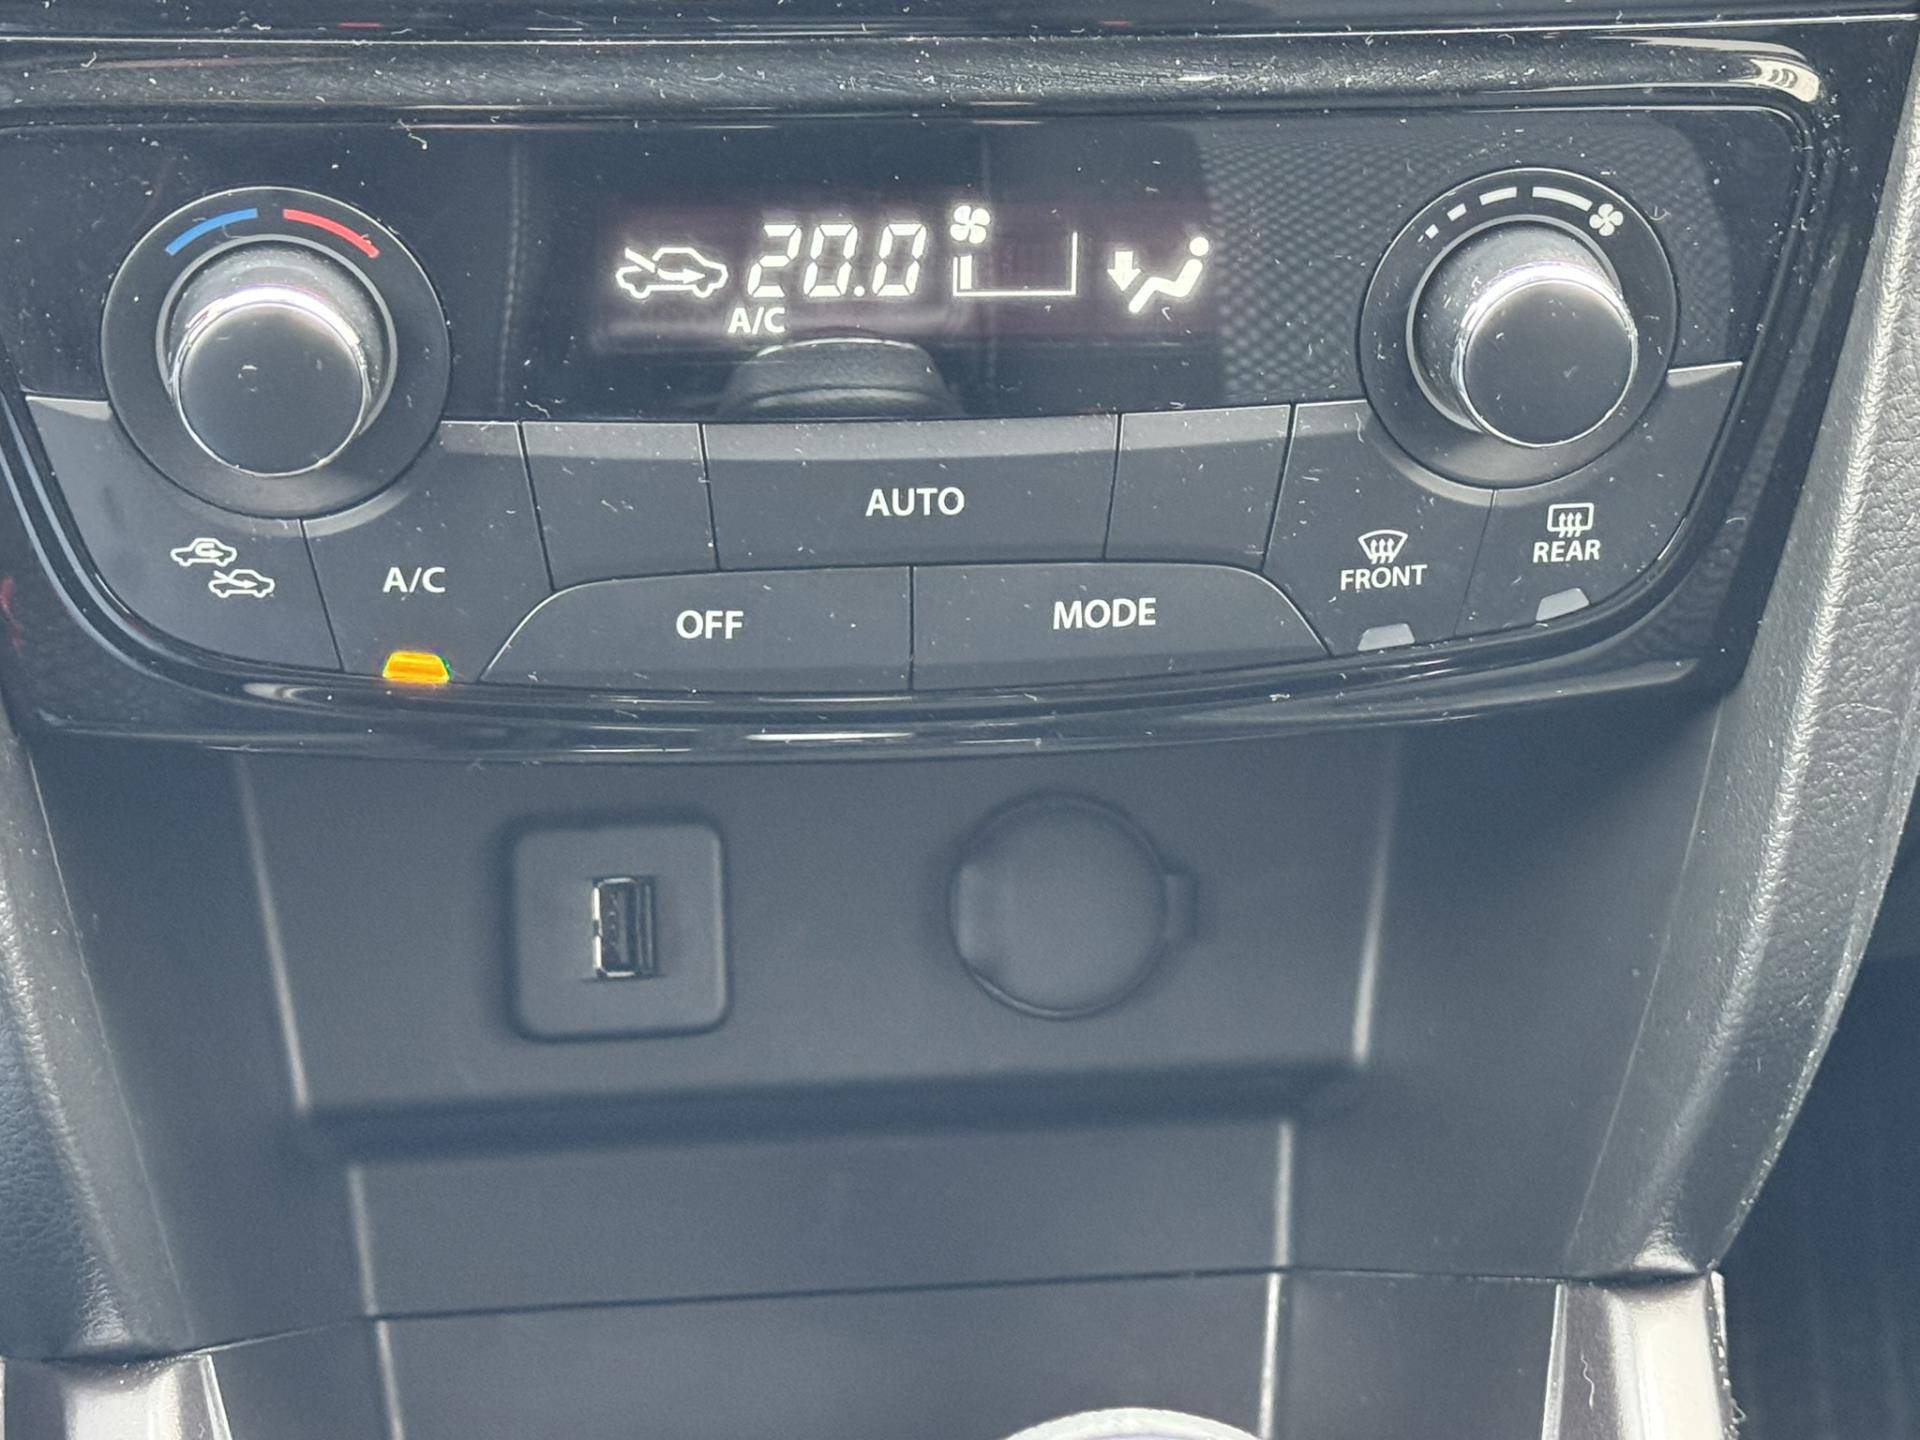 20.0
A/C
AUTO
A/C
OFF
MODE
FRONT
REAR